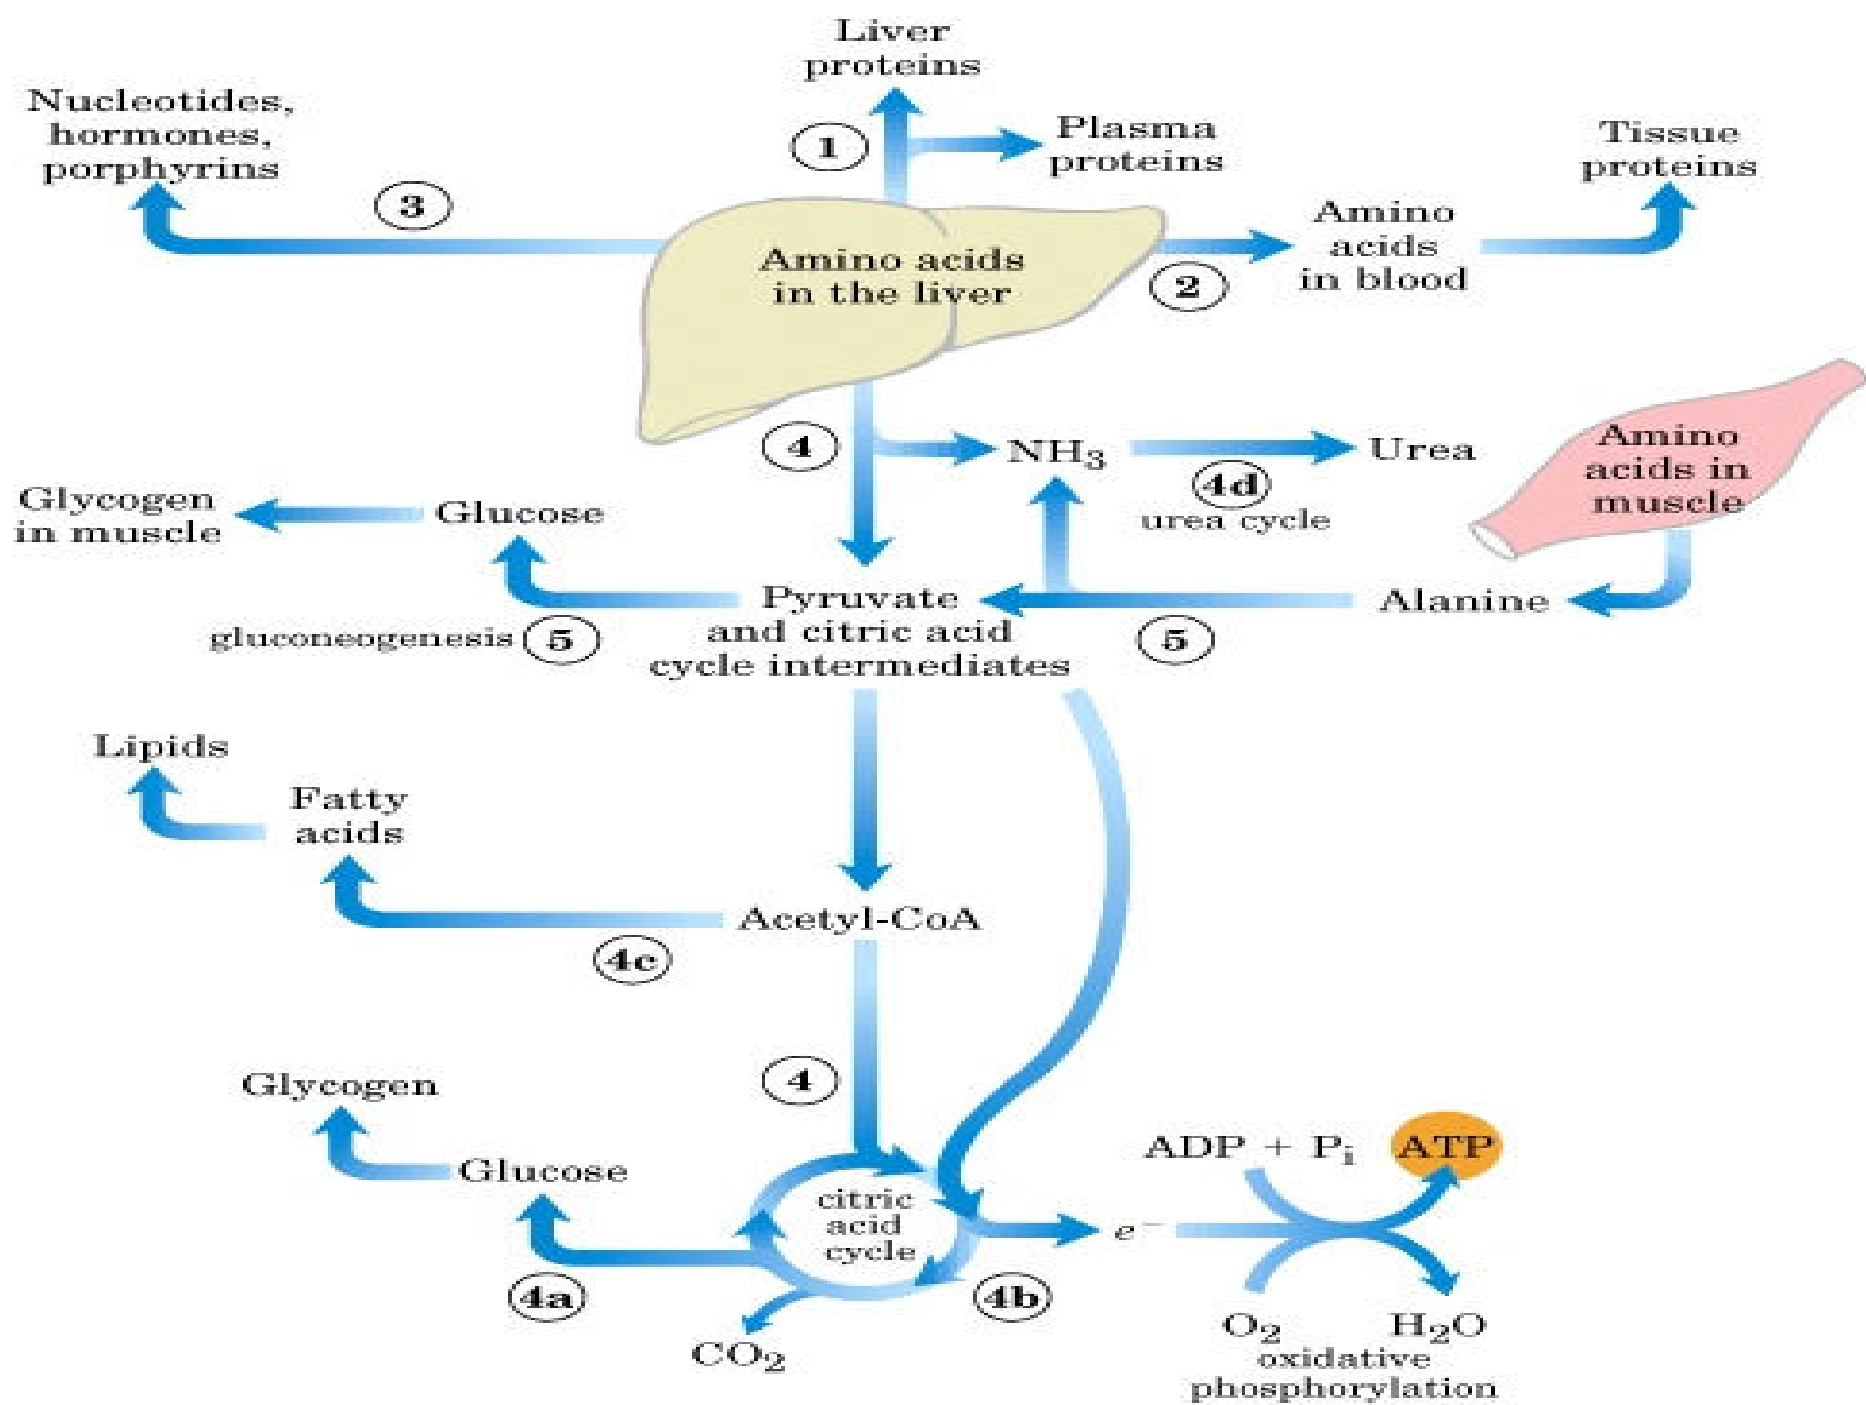 Liver
proteins
Nucleotides,
hormones,
porphyrins
1
Plasma
proteins
Tissue
proteins
3
Amino acids
in the liver
2
Amino
acids
in blood
4
NH3
4d
urea cycle
Urea
Amino
acids in
muscle
Glycogen
in muscle
Glucose
gluconeogenesis
5
Pyruvate
and citric acid
cycle intermediates
5
Alanine
Lipids
Fatty
acids
Acetyl-CoA
4c
4
Glycogen
Glucose
4a
citric
acid
cycle
CO2
4b
e−
ADP + Pi
ATP
O2
H2O
oxidative
phosphorylation